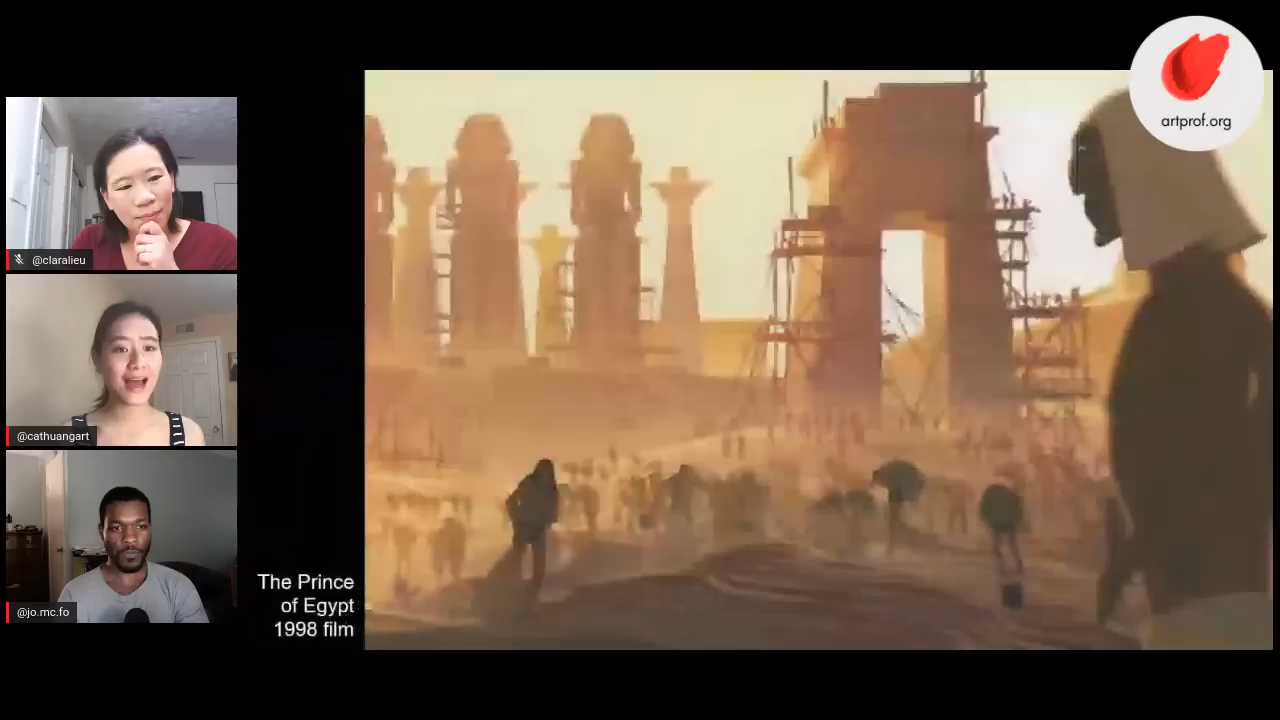 artprof.org
@claralieu
@cathuangart
@jo.mc.fo
The Prince
of Egypt
1998 film